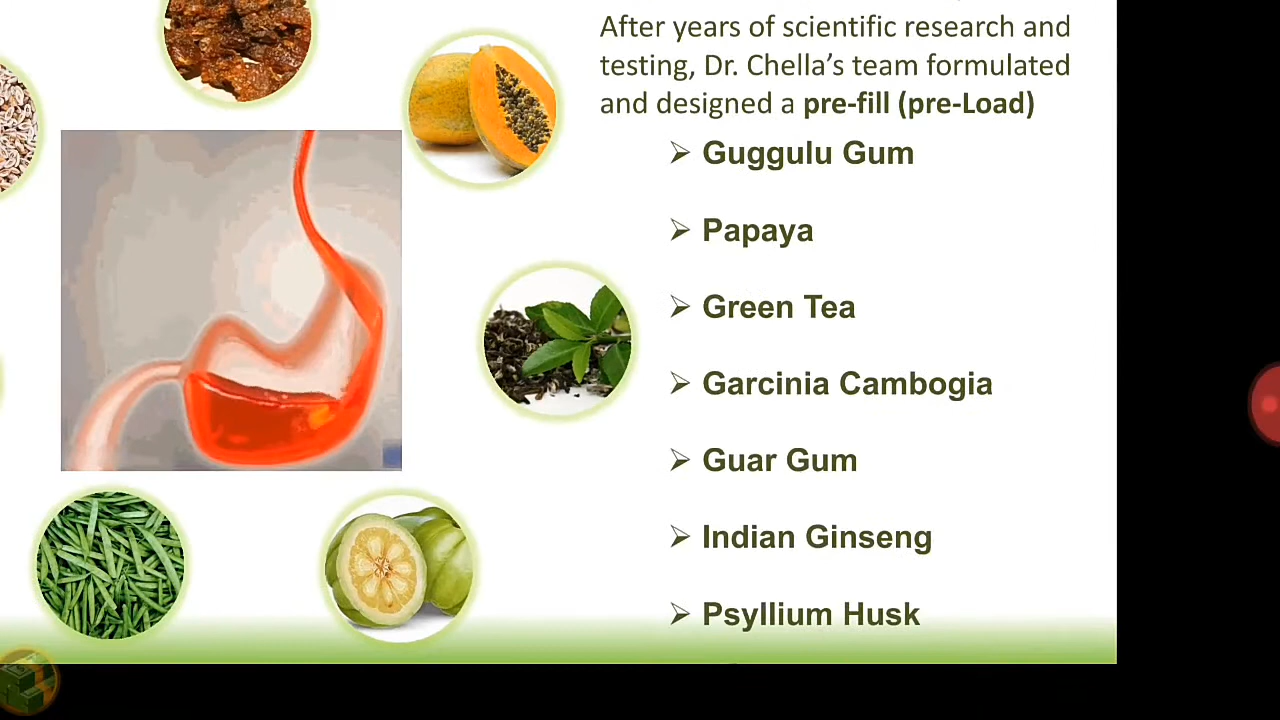 After years of scientific research and
testing, Dr. Chella’s team formulated
and designed a pre-fill (pre-Load)
➢ Guggulu Gum
➢ Papaya
➢ Green Tea
➢ Garcinia Cambogia
➢ Guar Gum
➢ Indian Ginseng
➢ Psyllium Husk